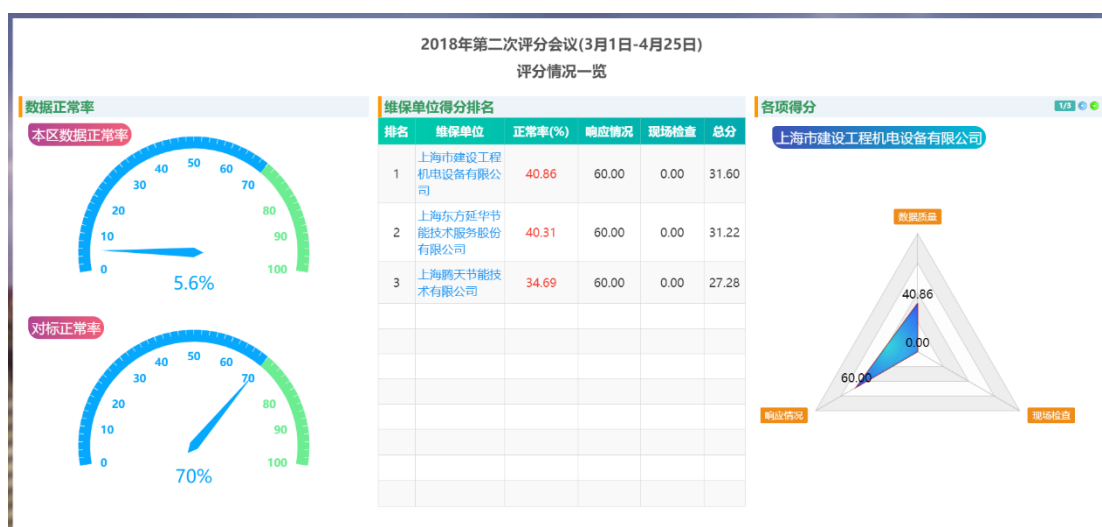 2018年第二次评分会议(3月1日-4月25日)
评分情况一览
数据正常率
本区数据正常率
0
10
20
30
40
50
60
70
80
90
100
5.6%
对标正常率
0
10
20
30
40
50
60
70
80
90
100
70%
维保单位得分排名
排名 维保单位 正常率(%) 响应情况 现场检查 总分
1 上海市建设工程机电设备有限公司 40.86 60.00 0.00 31.60
2 上海东方延华节能技术服务股份有限公司 40.31 60.00 0.00 31.22
3 上海腾天节能技术有限公司 34.69 60.00 0.00 27.28
各项得分
1/3
上海市建设工程机电设备有限公司
数据质量
40.86
0.00
60.00
响应情况
现场检查